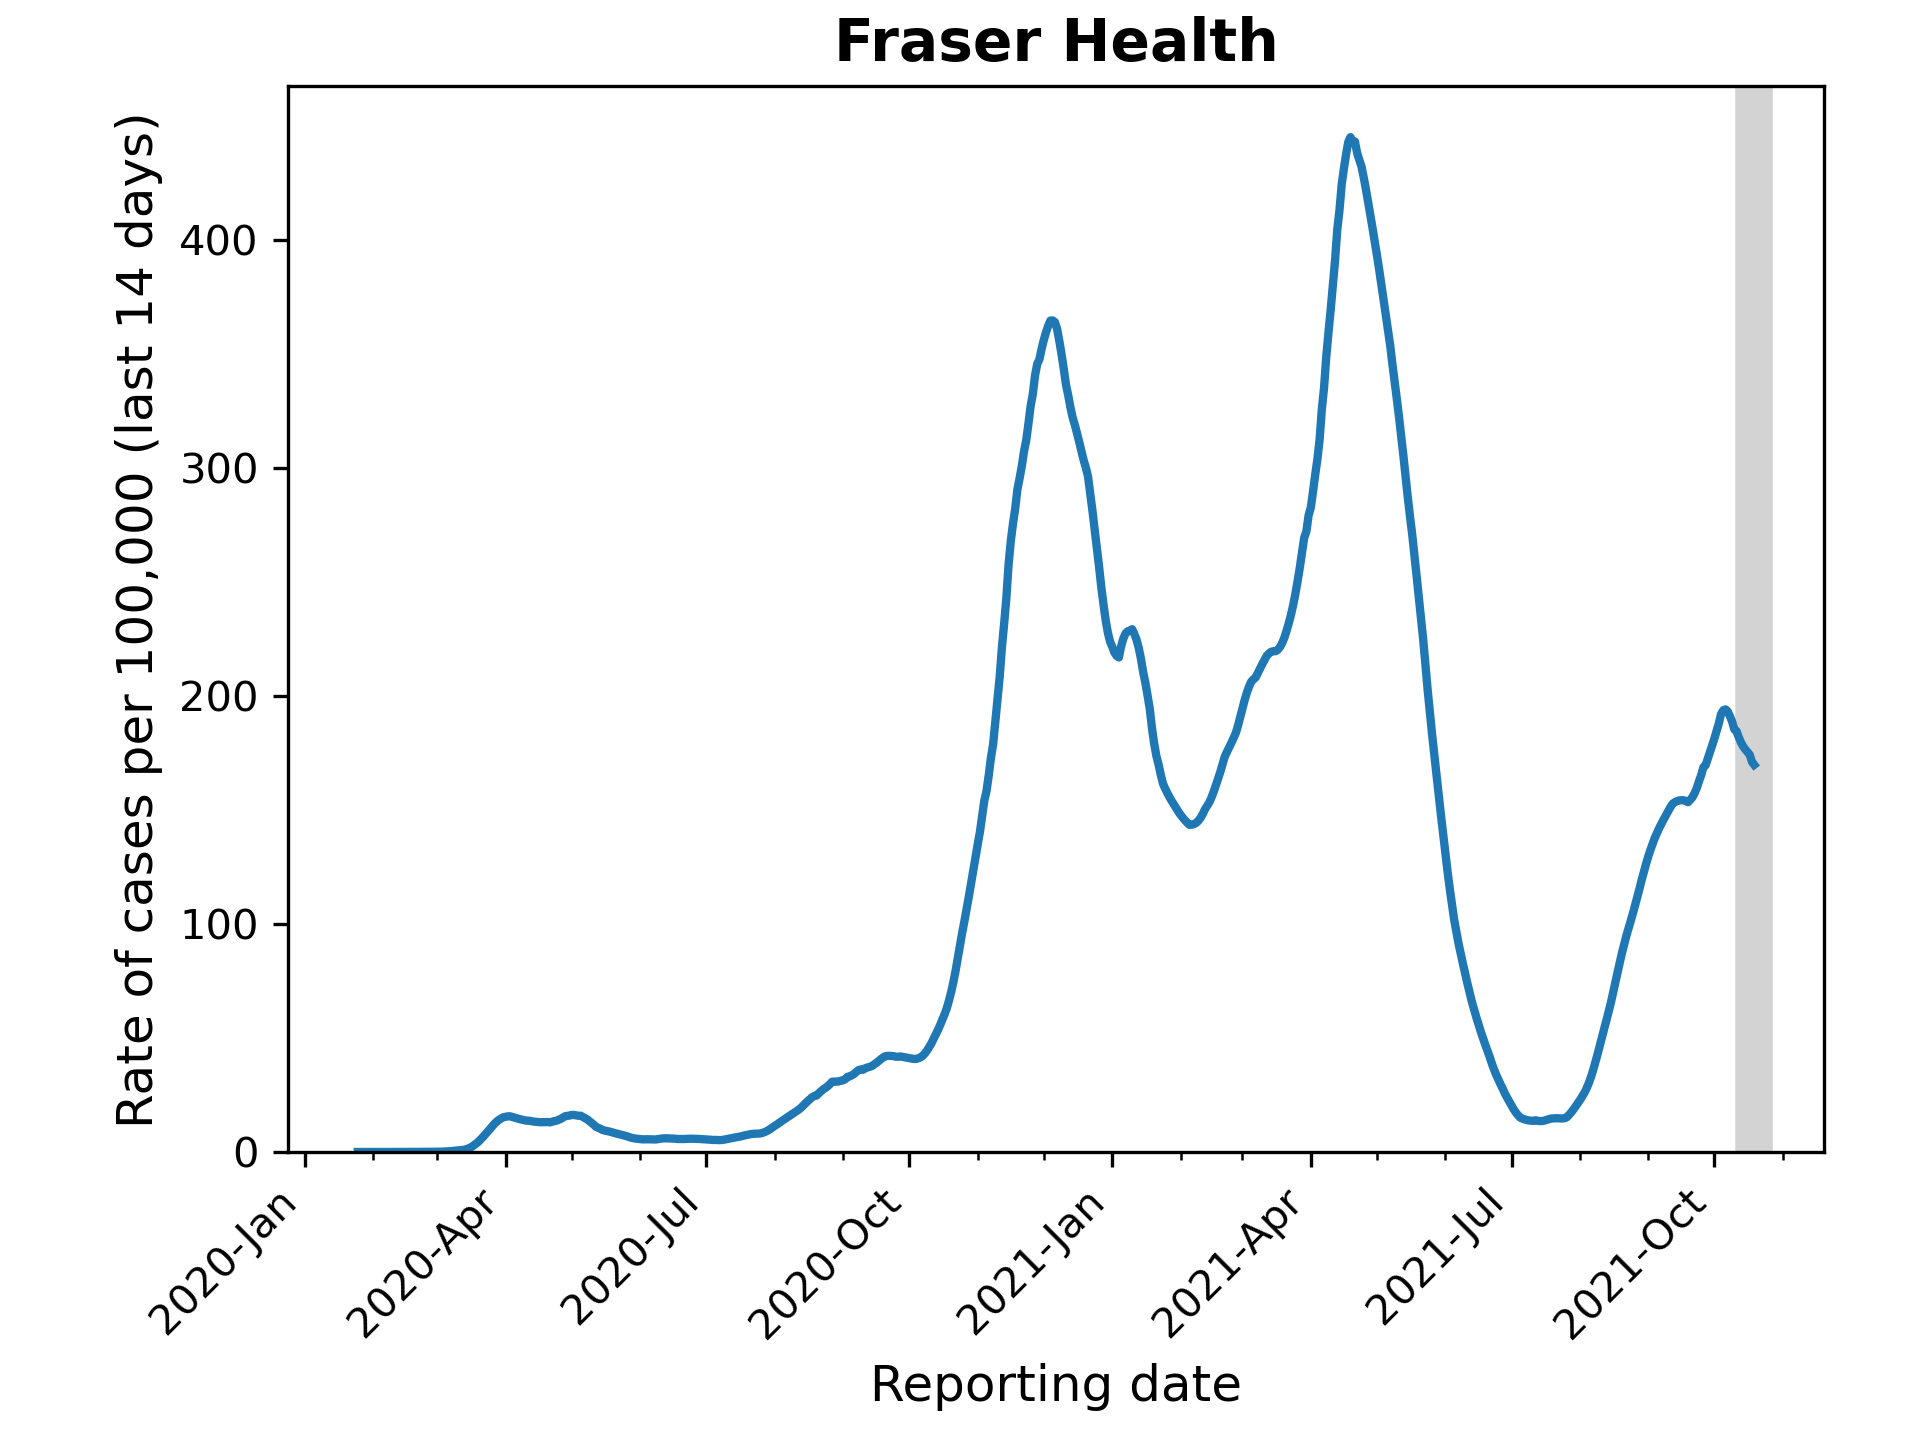 Fraser Health
Rate of cases per 100,000 (last 14 days)
400
300
200
100
0
2020-Jan
2020-Apr
2020-Jul
2020-Oct
2021-Jan
2021-Apr
2021-Jul
2021-Oct
Reporting date